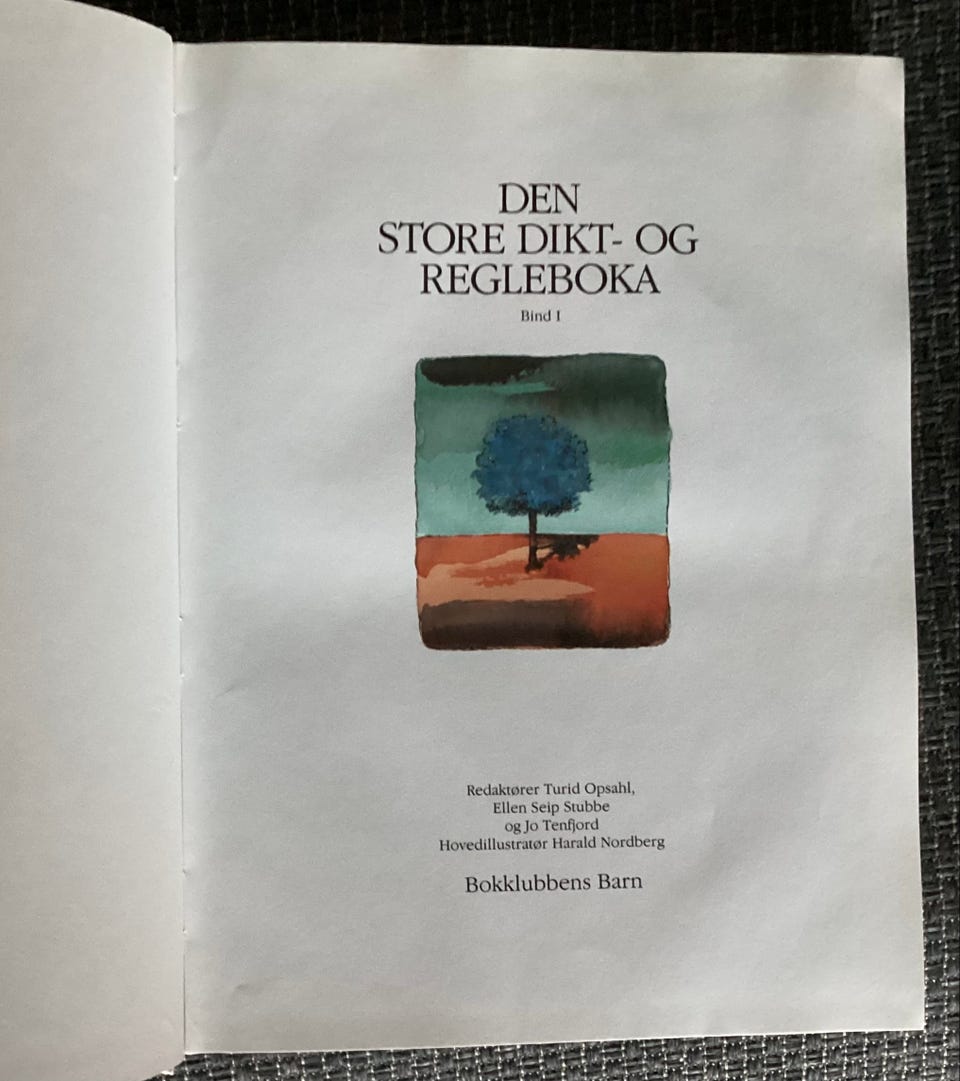 DEN
STORE DIKT- OG
REGLEBOKA
Bind I
Redaktører Turid Opsahl,
Ellen Seip Stubbe
og Jo Tenfjord
Hovedillustratør Harald Nordberg
Bokklubbens Barn